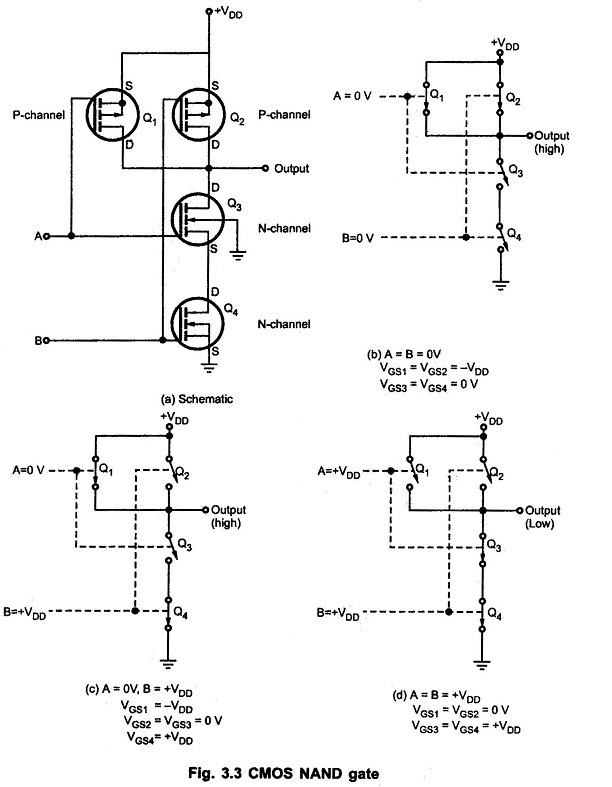 +VDD
S
S
P-channel
Q1
Q2
P-channel
D
D
Output
D
Q3
N-channel
A
S
D
Q4
N-channel
B
S
(a) Schematic
+VDD
A = 0 V
Q1
Q2
Output
(high)
Q3
B=0 V
Q4
(b) A = B = 0V
VGS1 = VGS2 = –VDD
VGS3 = VGS4 = 0 V
+VDD
A=0 V
Q1
Q2
Output
(high)
Q3
B=+VDD
Q4
(c) A = 0V, B = +VDD
VGS1 = –VDD
VGS2 = VGS3 = 0 V
VGS4= +VDD
+VDD
A=+VDD
Q1
Q2
Output
(Low)
Q3
B=+VDD
Q4
(d) A = B = +VDD
VGS1 = VGS2 = 0 V
VGS3 = VGS4 = +VDD
Fig. 3.3 CMOS NAND gate